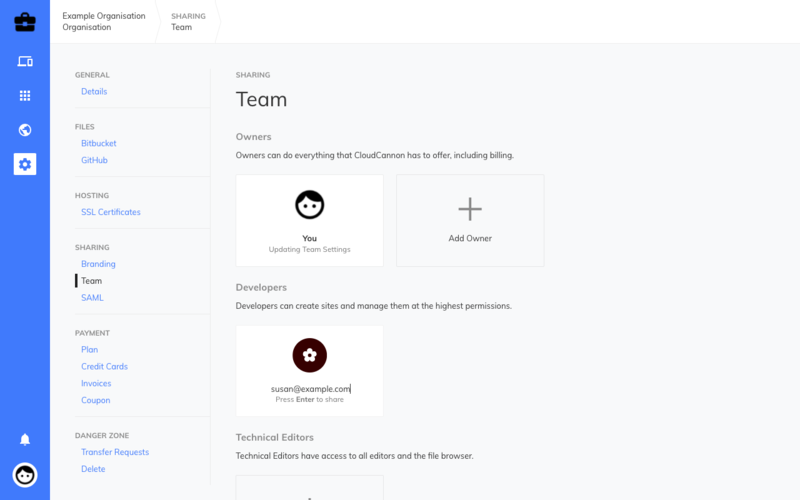 Example Organisation
Organisation
SHARING
Team
GENERAL
Details
FILES
Bitbucket
GitHub
HOSTING
SSL Certificates
SHARING
Branding
Team
SAML
PAYMENT
Plan
Credit Cards
Invoices
Coupon
DANGER ZONE
Transfer Requests
Delete
SHARING
Team
Owners
Owners can do everything that CloudCannon has to offer, including billing.
You
Updating Team Settings
Add Owner
Developers
Developers can create sites and manage them at the highest permissions.
susan@example.com
Press Enter to share
Technical Editors
Technical Editors have access to all editors and the file browser.